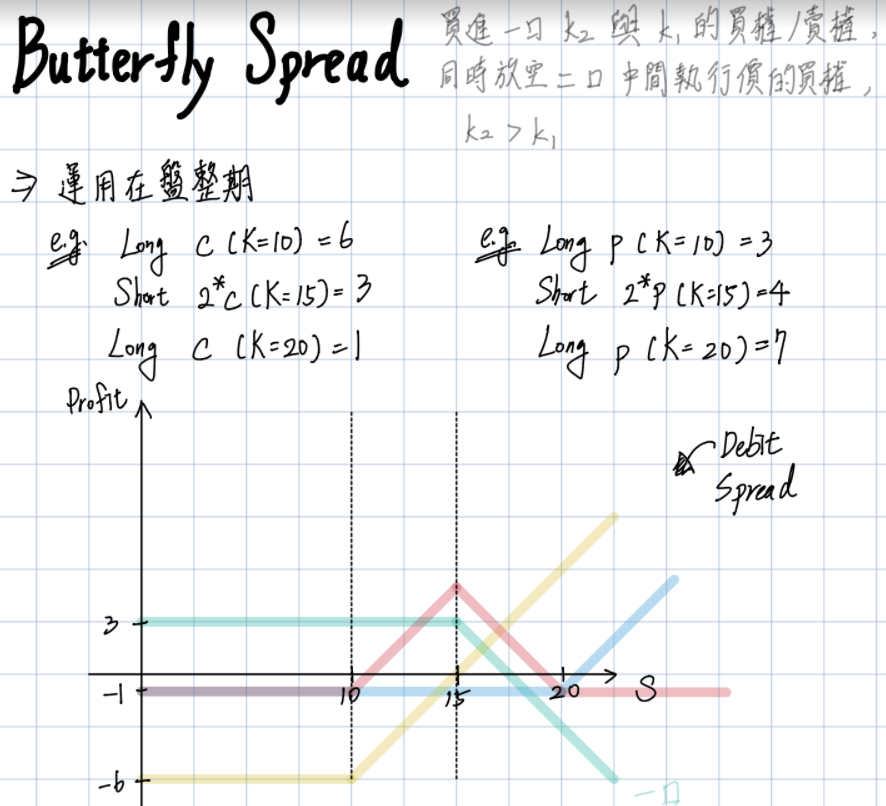 Butterfly Spread
買進一口 k₂ 與 k₁ 的買權/賣權,
同時放空二口 中間執行價的買權,
k₂ > k₁
⇒ 運用在盤整期
e.g. Long C (K=10) = 6
Short 2*C (K=15) = 3
Long C (K=20) = 1
e.g. Long P (K=10) = 3
Short 2*P (K=15) = 4
Long P (K=20) = 7
Profit
Debit
Spread
3
-1
10
15
20
S
-6
一口